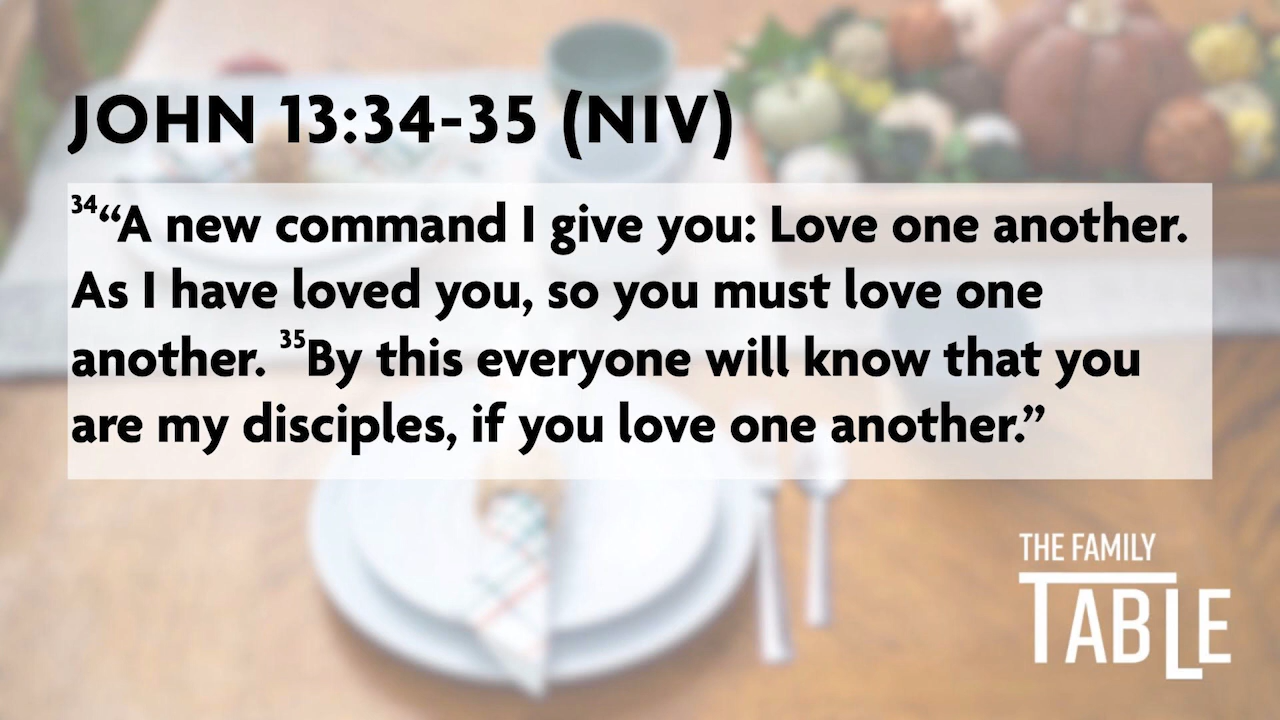 JOHN 13:34-35 (NIV)
34“A new command I give you: Love one another.
As I have loved you, so you must love one
another. 35By this everyone will know that you
are my disciples, if you love one another.”
THE FAMILY
TABLE